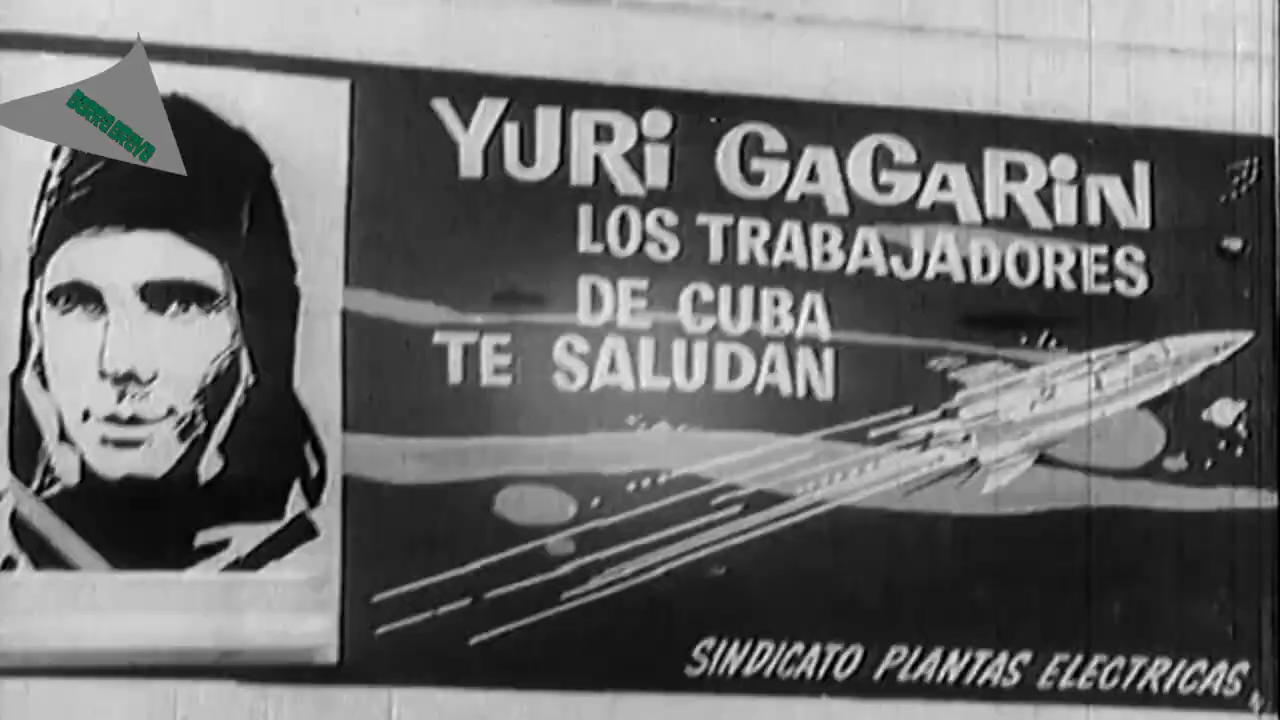 YURi GAGARiN
LOS TRABAJADORES
DE CUBA
TE SALUDAN
SINDICATO PLANTAS ELECTRICAS